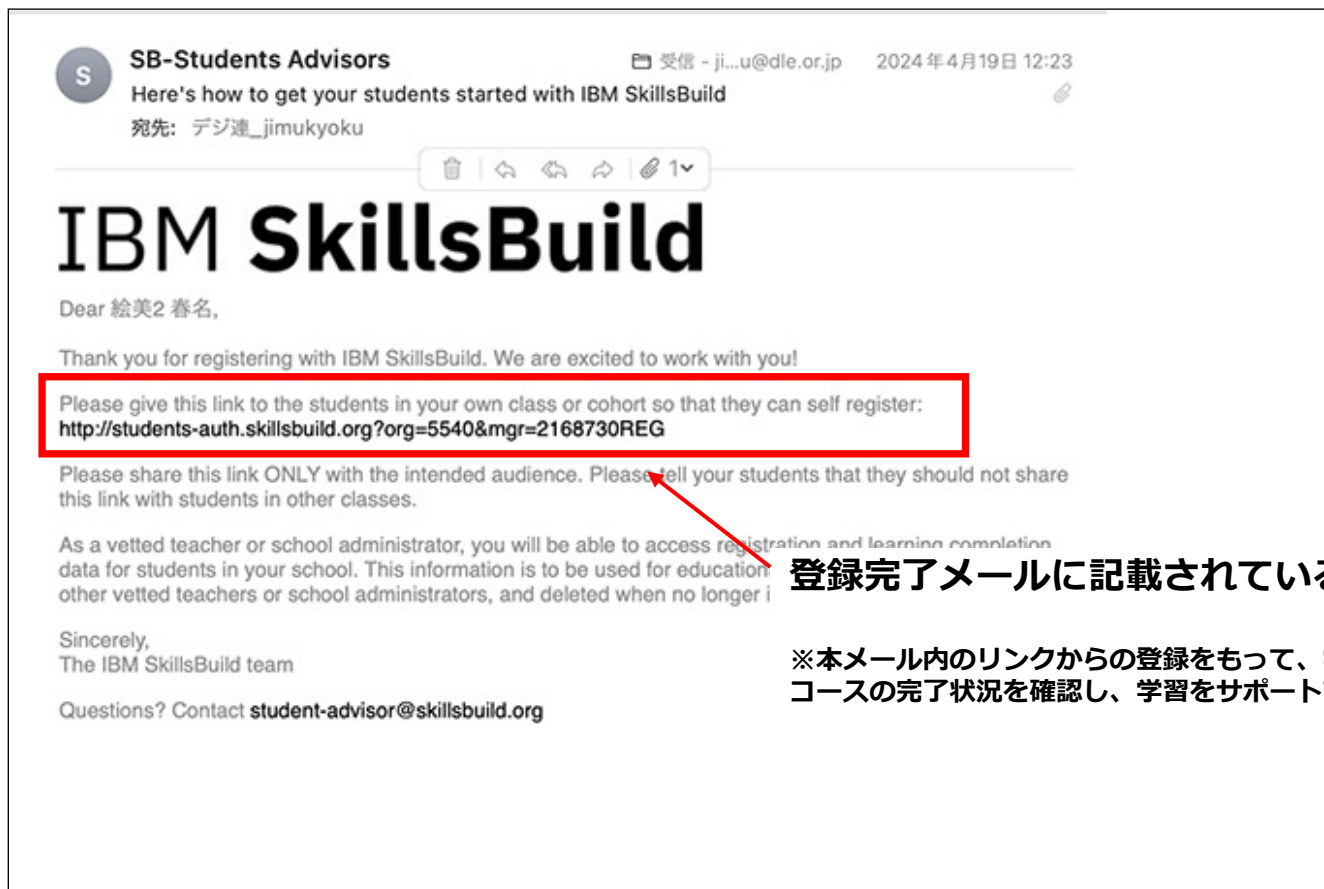 S
SB-Students Advisors
受信 - ji...u@dle.or.jp 2024年4月19日 12:23
Here's how to get your students started with IBM SkillsBuild
宛先: デジ連_jimukyoku
1
IBM SkillsBuild
Dear 絵美2 春名,
Thank you for registering with IBM SkillsBuild. We are excited to work with you!
Please give this link to the students in your own class or cohort so that they can self register:
http://students-auth.skillsbuild.org?org=5540&mgr=2168730REG
Please share this link ONLY with the intended audience. Please tell your students that they should not share
this link with students in other classes.
As a vetted teacher or school administrator, you will be able to access registration and learning completion
data for students in your school. This information is to be used for education
other vetted teachers or school administrators, and deleted when no longer
登録完了メールに記載されてい
※本メール内のリンクからの登録をもって、
コースの完了状況を確認し、学習をサポート
Sincerely,
The IBM SkillsBuild team
Questions? Contact student-advisor@skillsbuild.org